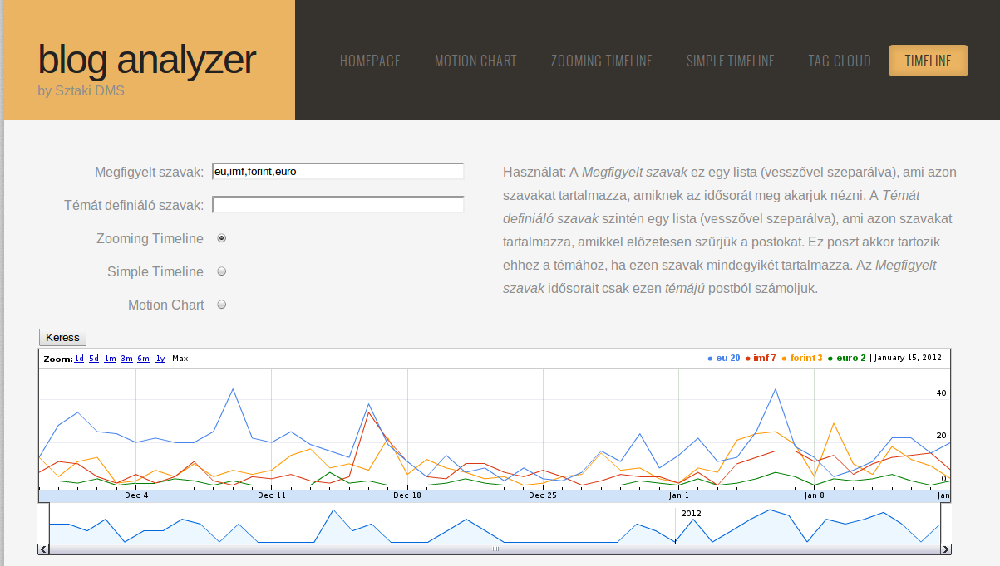 blog analyzer
by Sztaki DMS
HOMEPAGE MOTION CHART ZOOMING TIMELINE SIMPLE TIMELINE TAG CLOUD TIMELINE
Megfigyelt szavak: eu,imf,forint,euro
Témát definiáló szavak:
Zooming Timeline
Simple Timeline
Motion Chart
Keress
Használat: A Megfigyelt szavak ez egy lista (vesszővel szeparálva), ami azon
szavakat tartalmazza, amiknek az idősorát meg akarjuk nézni. A Témát
definiáló szavak szintén egy lista (vesszővel szeparálva), ami azon szavakat
tartalmazza, amikkel előzetesen szűrjük a postokat. Ez poszt akkor tartozik
ehhez a témához, ha ezen szavak mindegyikét tartalmazza. Az Megfigyelt
szavak idősorait csak ezen témájú postból számoljuk.
Zoom: 1d 5d 1m 3m 6m 1y Max
eu 20 imf 7 forint 3 euro 2 | January 15, 2012
40
20
0
Dec 4 Dec 11 Dec 18 Dec 25 Jan 1 Jan 8 Jan
2012